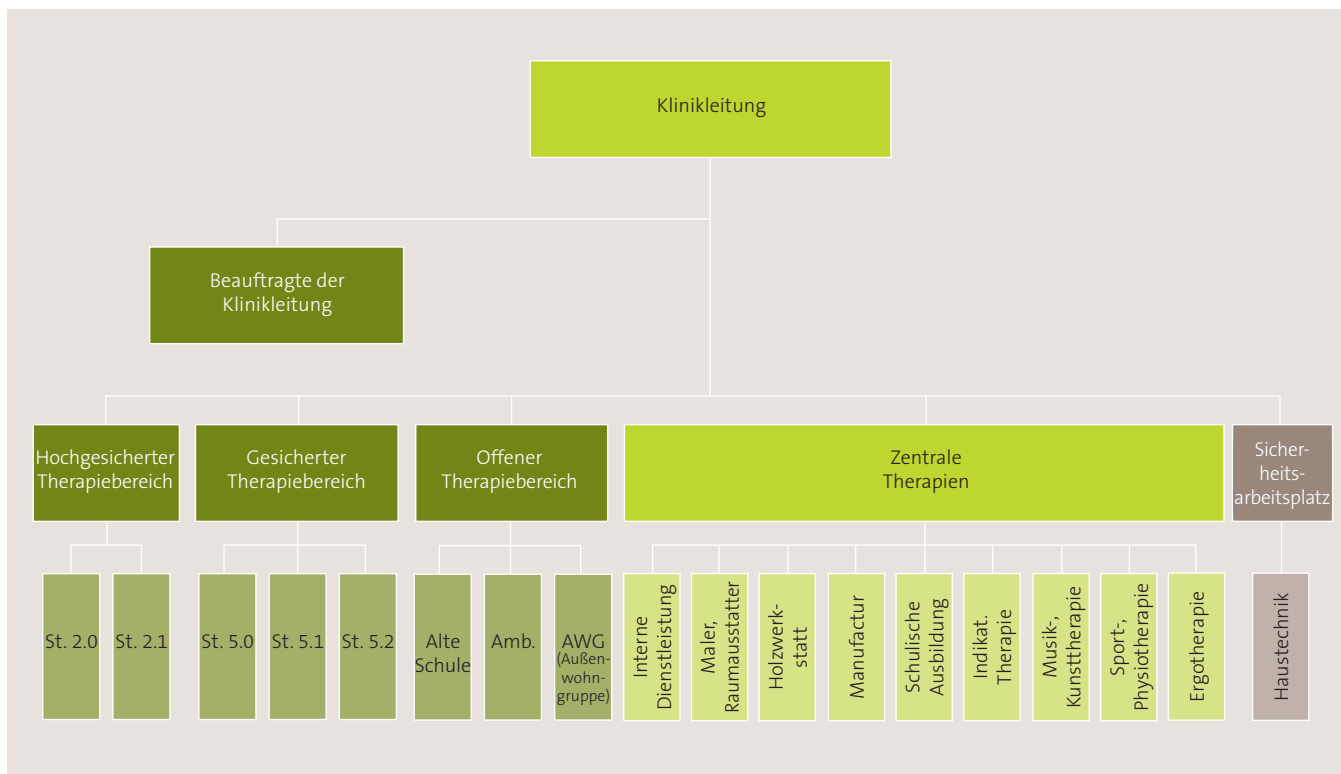 Klinikleitung
Beauftragte der
Klinikleitung
Hochgesicherter
Therapiebereich
Gesicherter
Therapiebereich
Offener
Therapiebereich
Zentrale
Therapien
Sicher-
heits-
arbeitsplatz
St. 2.0
St. 2.1
St. 5.0
St. 5.1
St. 5.2
Alte
Schule
Amb.
AWG
(Außen-
wohn-
gruppe)
Interne
Dienstleistung
Maler,
Raumausstatter
Holzwerk-
statt
Manufactur
Schulische
Ausbildung
Indikat.
Therapie
Musik-,
Kunsttherapie
Sport-,
Physiotherapie
Ergotherapie
Haustechnik